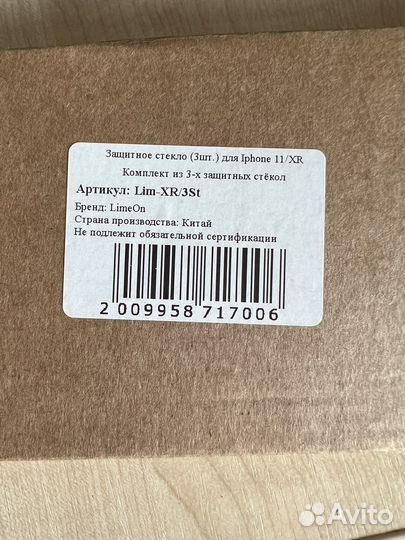 Защитное стекло (3шт.) для Iphone 11/XR
Комплект из 3-х защитных стёкол
Артикул: Lim-XR/3St
Бренд: LimeOn
Страна производства: Китай
Не подлежит обязательной сертификации
2 009958 717006
Avito